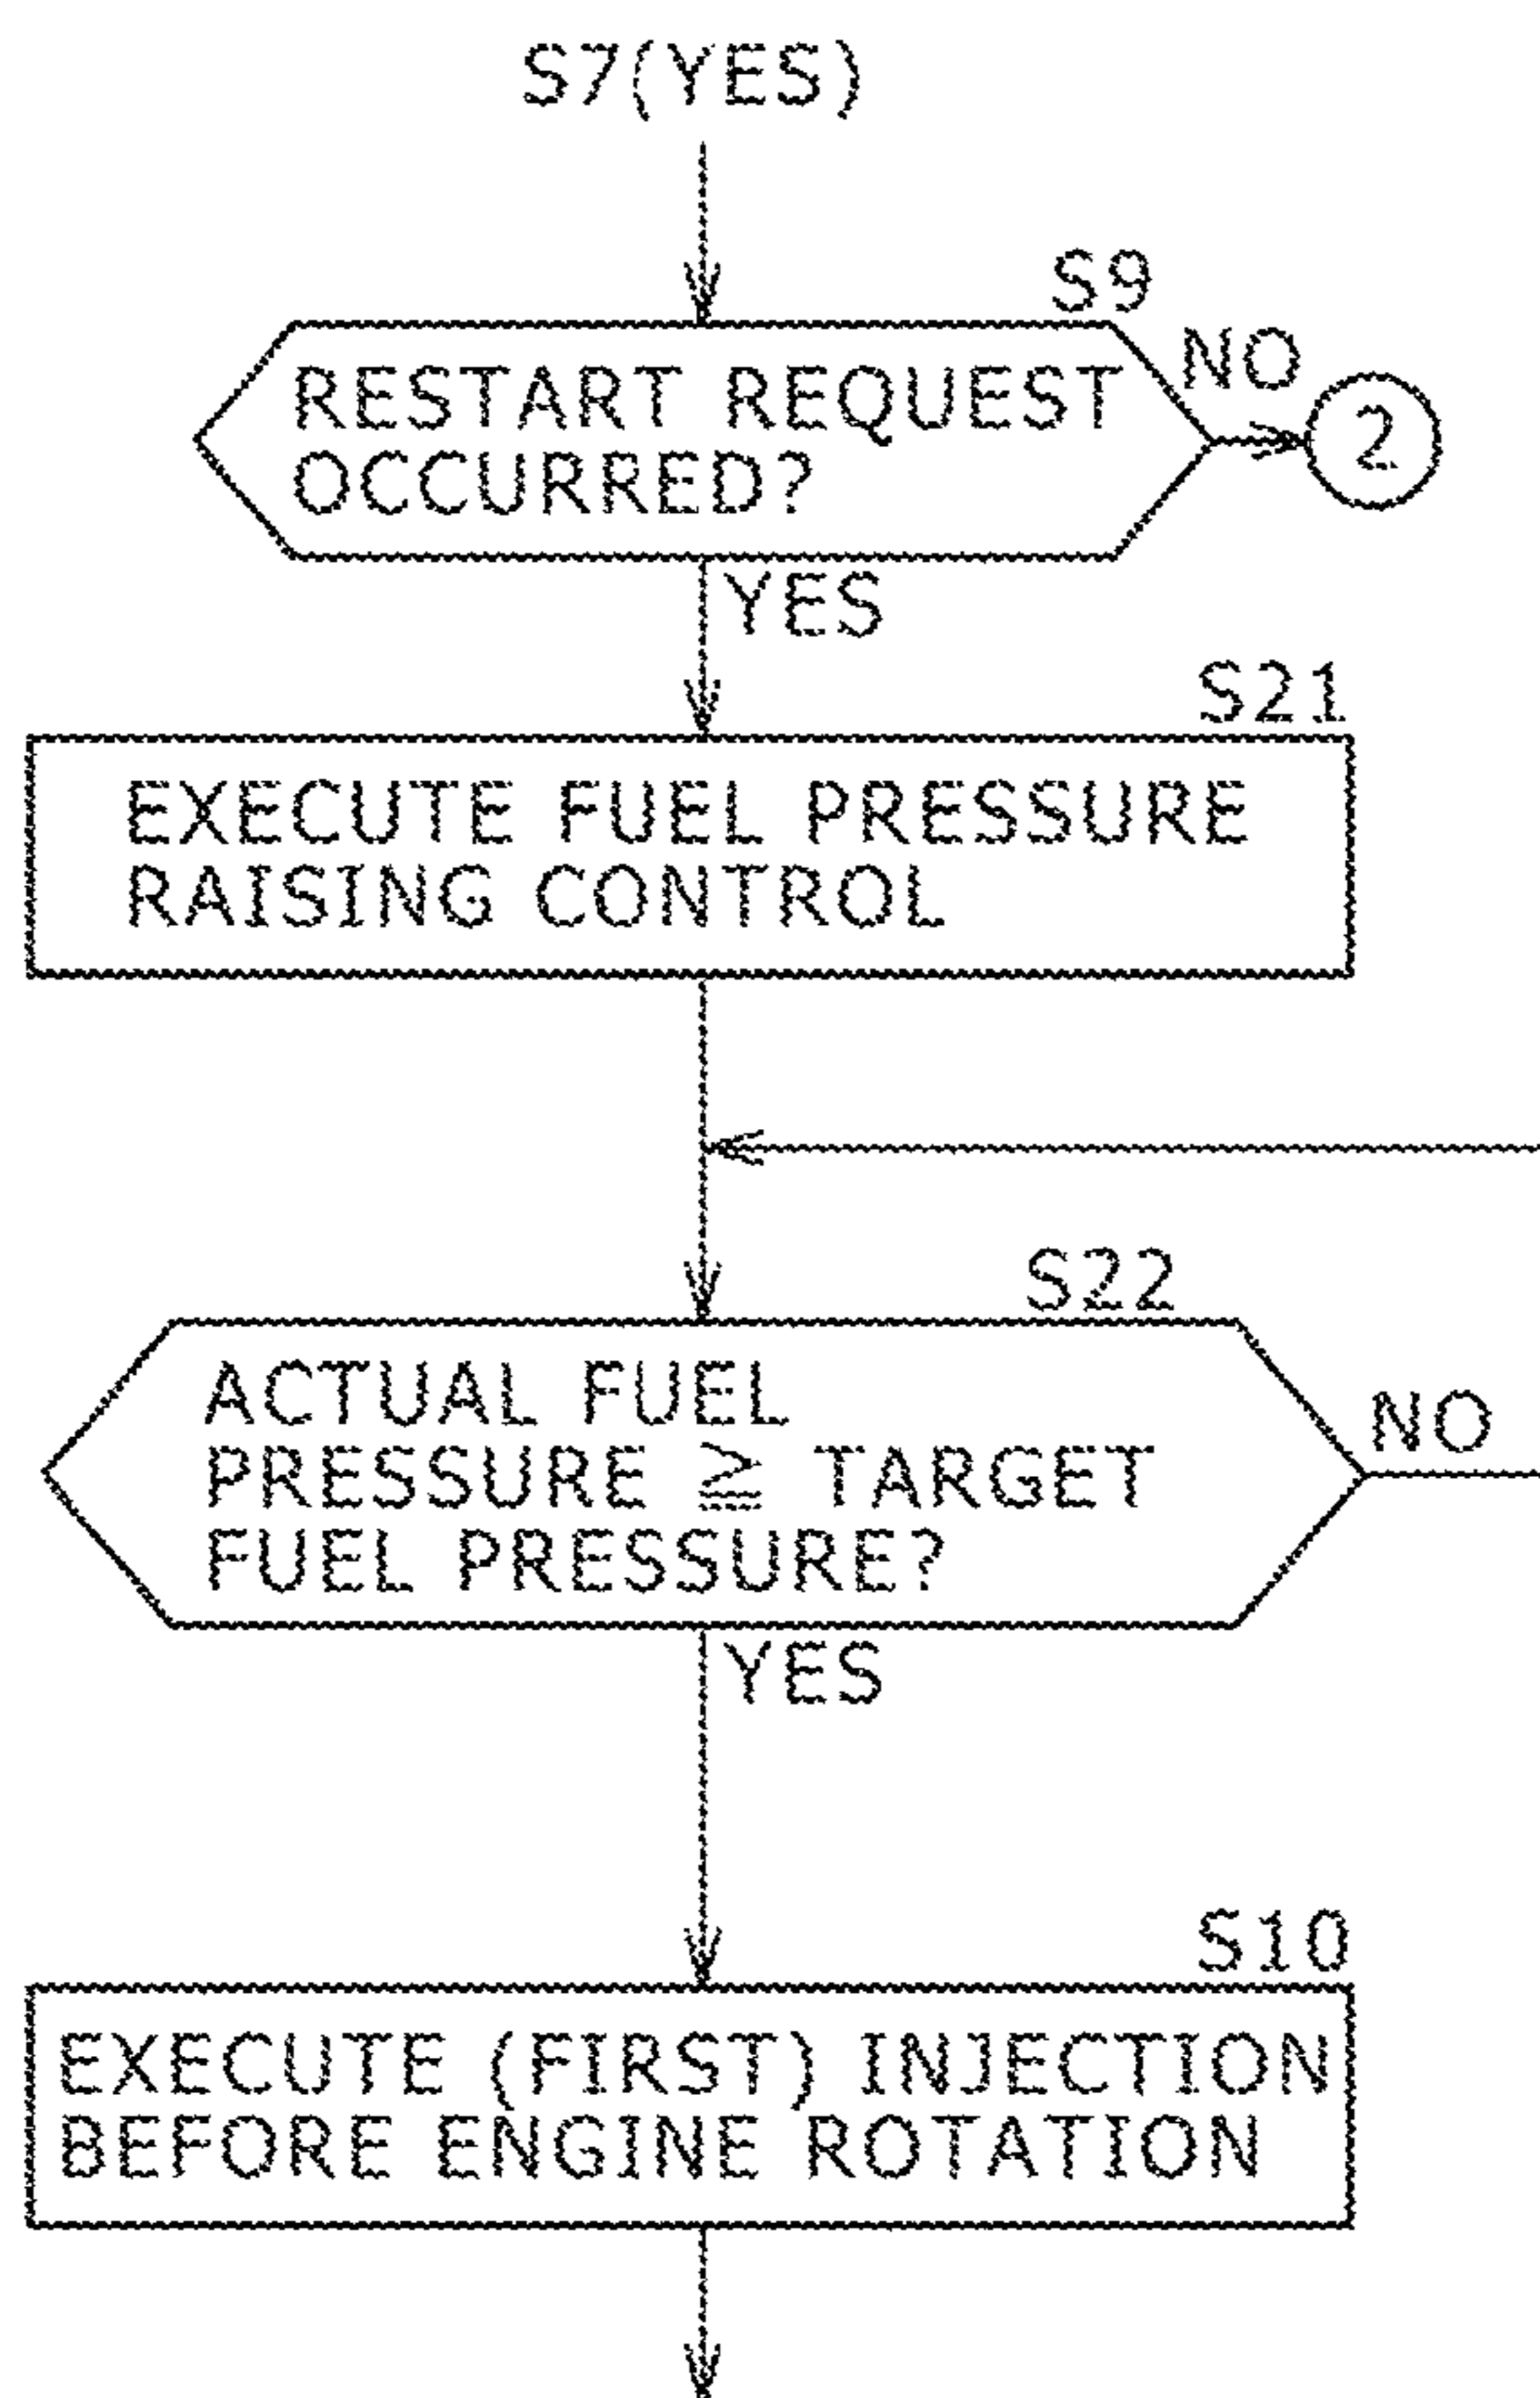 S7(YES)
S9
RESTART REQUEST
OCCURRED?
NO
2
YES
S21
EXECUTE FUEL PRESSURE
RAISING CONTROL
S22
ACTUAL FUEL
PRESSURE ≧ TARGET
FUEL PRESSURE?
NO
YES
S10
EXECUTE (FIRST) INJECTION
BEFORE ENGINE ROTATION